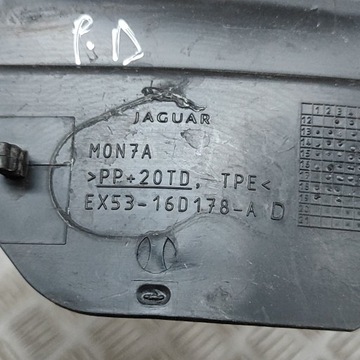 P.D
JAGUAR
MON7A
>PP+20TD, TPE<
EX53-16D178-A D